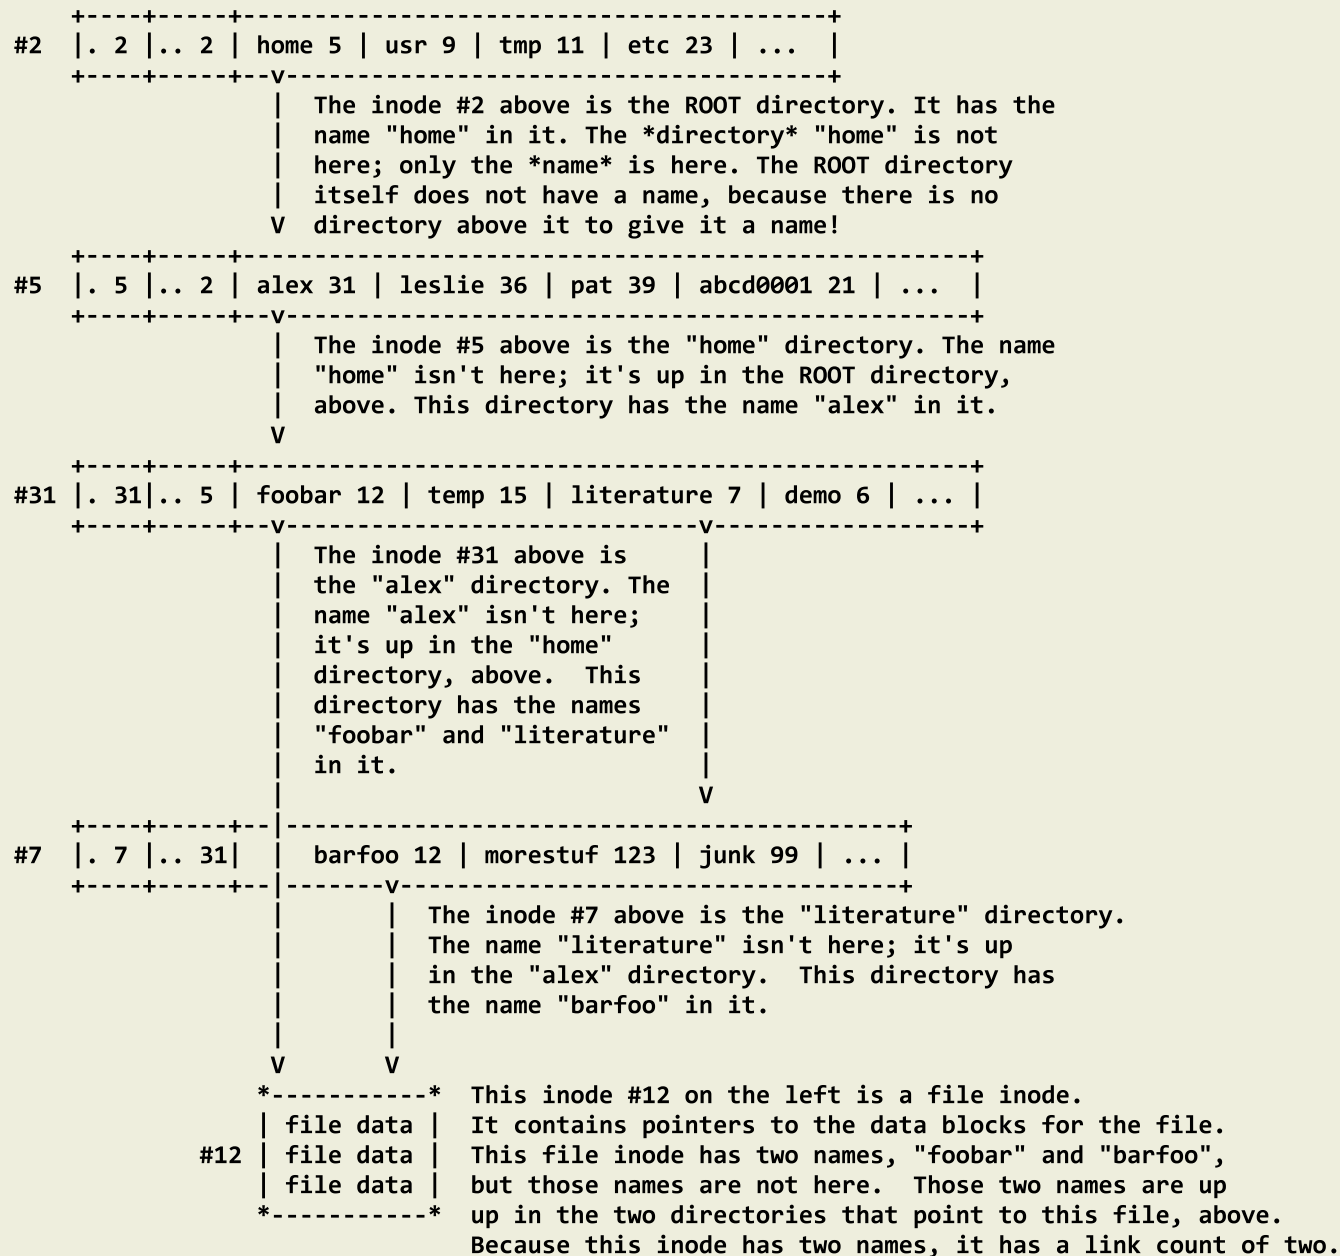 +----+-----+-----------------------------------------+
#2  |. 2 |.. 2 | home 5 | usr 9 | tmp 11 | etc 23 | ...  |
+----+-----+--v--------------------------------------+
|  The inode #2 above is the ROOT directory. It has the
|  name "home" in it. The *directory* "home" is not
|  here; only the *name* is here. The ROOT directory
|  itself does not have a name, because there is no
V  directory above it to give it a name!
+----+-----+---------------------------------------------------+
#5  |. 5 |.. 2 | alex 31 | leslie 36 | pat 39 | abcd0001 21 | ...  |
+----+-----+--v------------------------------------------------+
|  The inode #5 above is the "home" directory. The name
|  "home" isn't here; it's up in the ROOT directory,
|  above. This directory has the name "alex" in it.
V
+----+-----+---------------------------------------------------+
#31 |. 31|.. 5 | foobar 12 | temp 15 | literature 7 | demo 6 | ... |
+----+-----+--v-----------------------------v------------------+
|  The inode #31 above is     |
|  the "alex" directory. The  |
|  name "alex" isn't here;    |
|  it's up in the "home"      |
|  directory, above.  This    |
|  directory has the names    |
|  "foobar" and "literature"  |
|  in it.                     |
|                             V
+----+-----+--|-------------------------------------------+
#7  |. 7 |.. 31|  |  barfoo 12 | morestuf 123 | junk 99 | ... |
+----+-----+--|-------v-----------------------------------+
|       |  The inode #7 above is the "literature" directory.
|       |  The name "literature" isn't here; it's up
|       |  in the "alex" directory.  This directory has
|       |  the name "barfoo" in it.
|       |
V       V
*-----------*  This inode #12 on the left is a file inode.
| file data |  It contains pointers to the data blocks for the file.
#12 | file data |  This file inode has two names, "foobar" and "barfoo",
| file data |  but those names are not here.  Those two names are up
*-----------*  up in the two directories that point to this file, above.
Because this inode has two names, it has a link count of two.